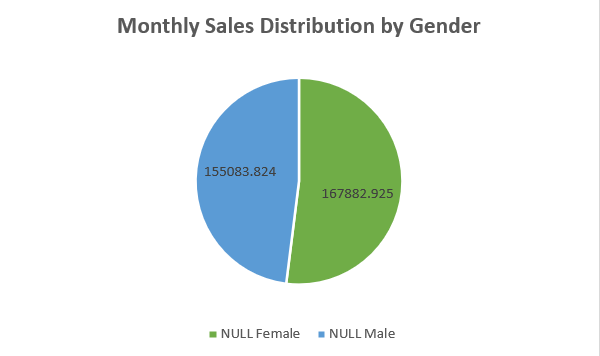 Monthly Sales Distribution by Gender
155083.824
167882.925
NULL Female
NULL Male